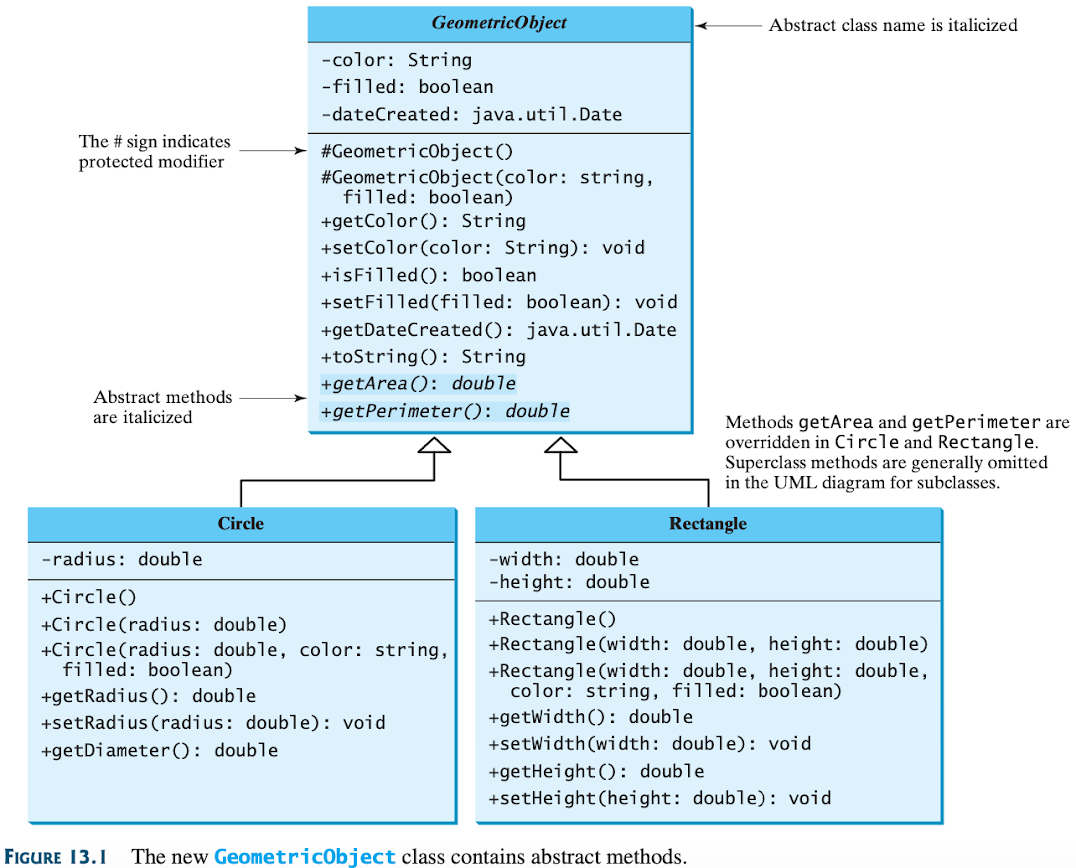 GeometricObject
Abstract class name is italicized
-color: String
-filled: boolean
-dateCreated: java.util.Date
The # sign indicates
protected modifier
#GeometricObject()
#GeometricObject(color: string,
filled: boolean)
+getColor(): String
+setColor(color: String): void
+isFilled(): boolean
+setFilled(filled: boolean): void
+getDateCreated(): java.util.Date
+toString(): String
+getArea(): double
+getPerimeter(): double
Abstract methods
are italicized
Methods getArea and getPerimeter are
overridden in Circle and Rectangle.
Superclass methods are generally omitted
in the UML diagram for subclasses.
Circle
-radius: double
+Circle()
+Circle(radius: double)
+Circle(radius: double, color: string,
filled: boolean)
+getRadius(): double
+setRadius(radius: double): void
+getDiameter(): double
Rectangle
-width: double
-height: double
+Rectangle()
+Rectangle(width: double, height: double)
+Rectangle(width: double, height: double,
color: string, filled: boolean)
+getWidth(): double
+setWidth(width: double): void
+getHeight(): double
+setHeight(height: double): void
FIGURE 13.1 The new GeometricObject class contains abstract methods.